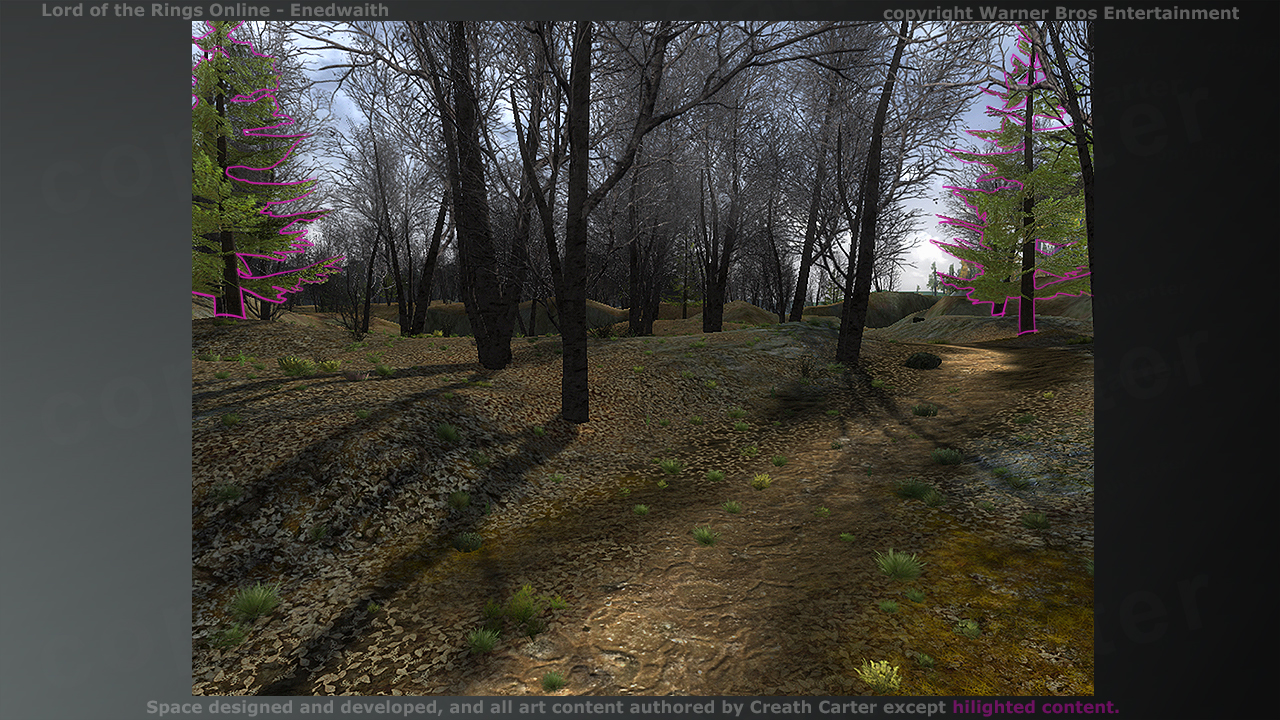 Lord of the Rings Online - Enedwaith
copyright Warner Bros Entertainment
Space designed and developed, and all art content authored by Creath Carter except hilighted content.